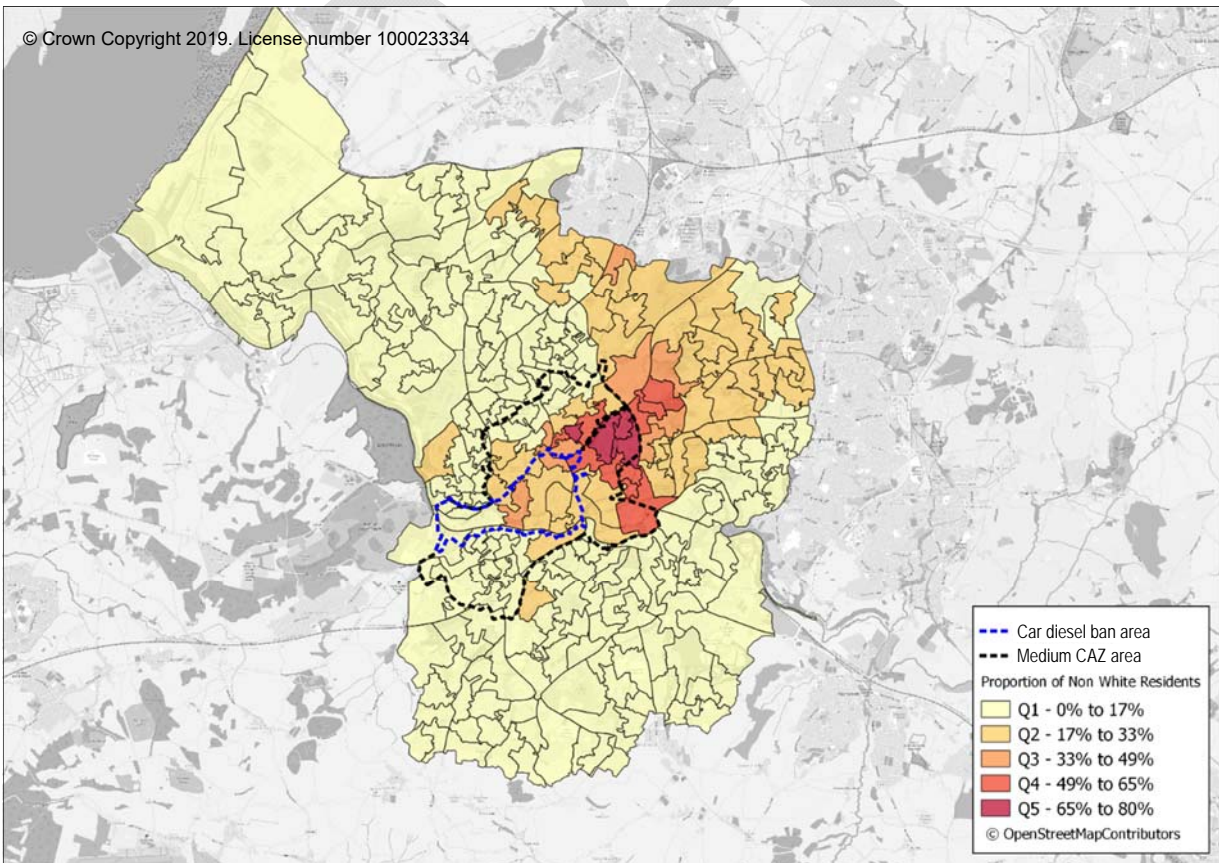 © Crown Copyright 2019. License number 100023334
Car diesel ban area
Medium CAZ area
Proportion of Non White Residents
Q1 - 0% to 17%
Q2 - 17% to 33%
Q3 - 33% to 49%
Q4 - 49% to 65%
Q5 - 65% to 80%
© OpenStreetMapContributors